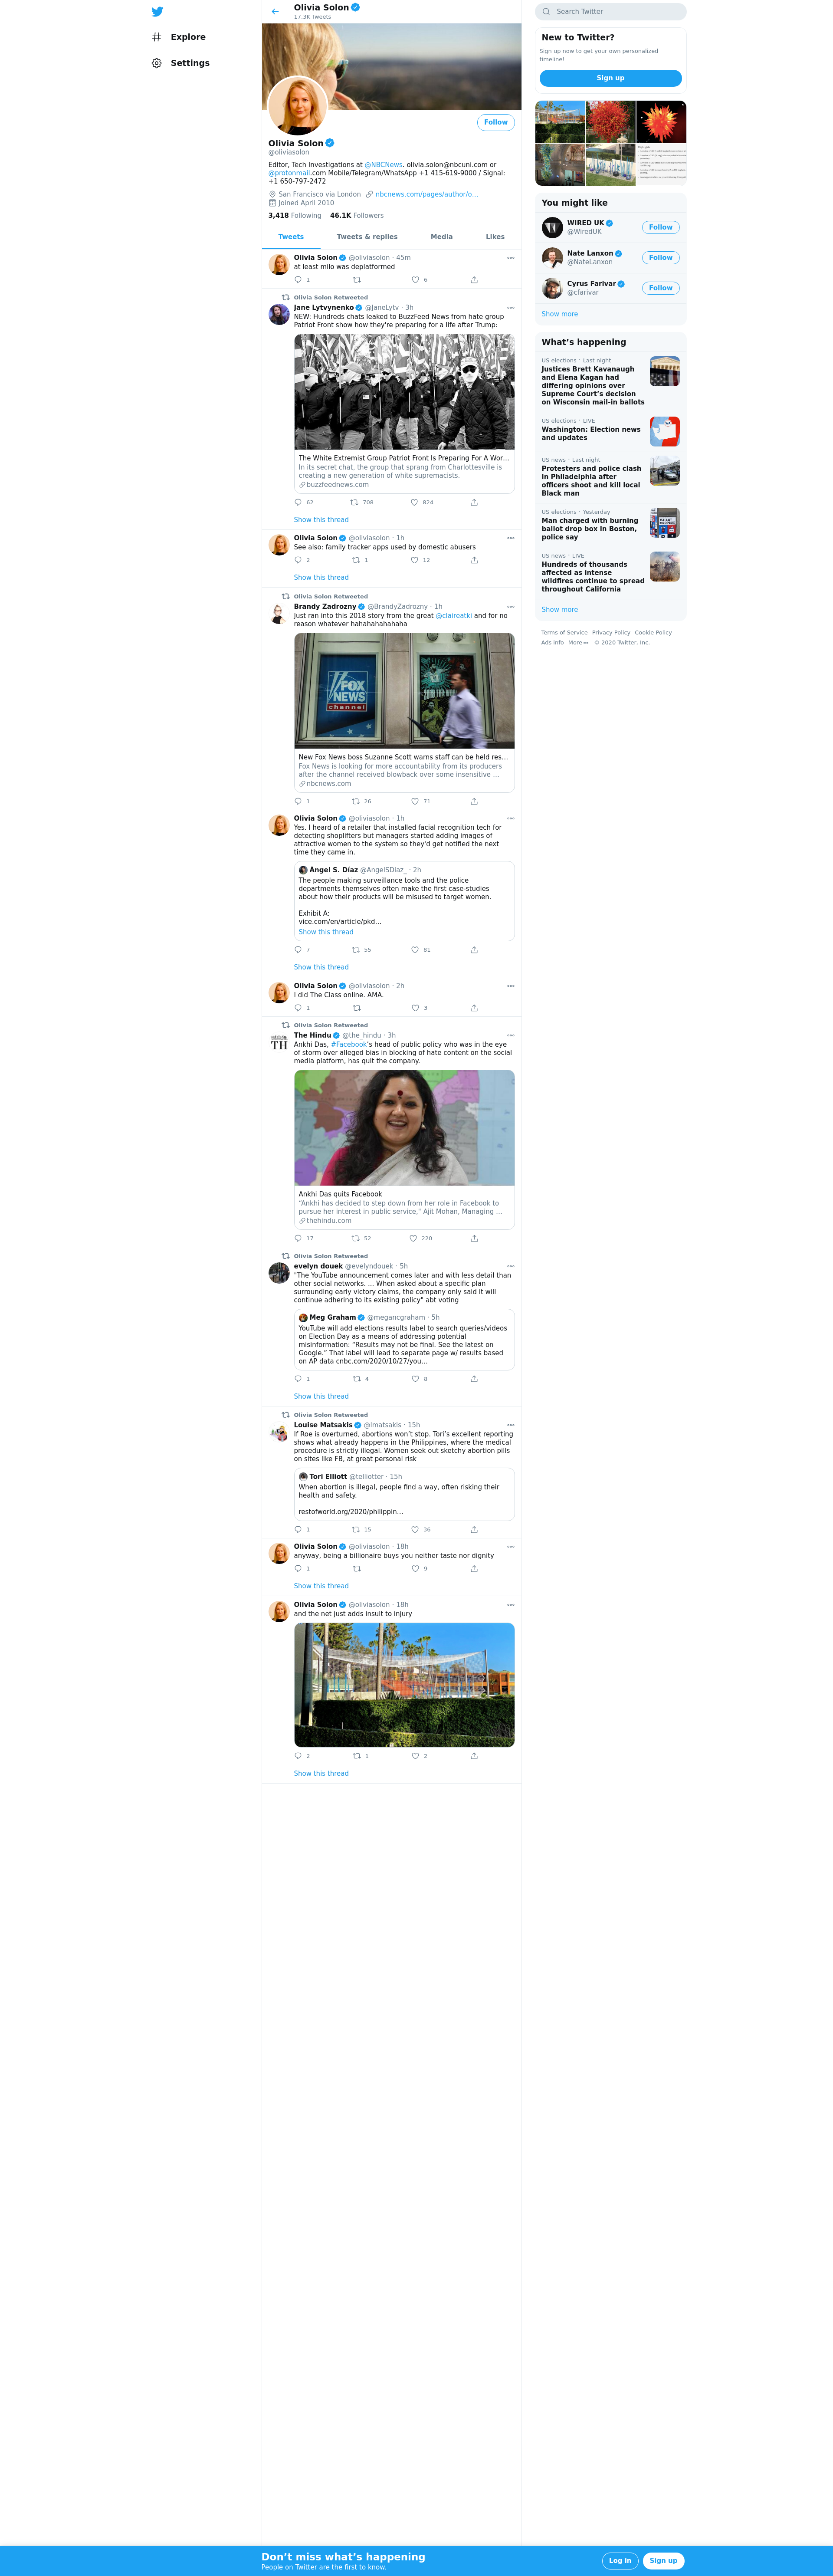 Explore
Settings
Olivia Solon
17.3K Tweets
Follow
Olivia Solon
@oliviasolon
Editor, Tech Investigations at @NBCNews. olivia.solon@nbcuni.com or
@protonmail.com Mobile/Telegram/WhatsApp +1 415-619-9000 / Signal:
+1 650-797-2472
San Francisco via London nbcnews.com/pages/author/o…
Joined April 2010
3,418 Following 46.1K Followers
Tweets Tweets & replies Media Likes
Olivia Solon @oliviasolon · 45m
at least milo was deplatformed
1 6
Olivia Solon Retweeted
Jane Lytvynenko @JaneLytv · 3h
NEW: Hundreds chats leaked to BuzzFeed News from hate group
Patriot Front show how they're preparing for a life after Trump:
The White Extremist Group Patriot Front Is Preparing For A Wor…
In its secret chat, the group that sprang from Charlottesville is
creating a new generation of white supremacists.
buzzfeednews.com
62 708 824
Show this thread
Olivia Solon @oliviasolon · 1h
See also: family tracker apps used by domestic abusers
2 1 12
Show this thread
Olivia Solon Retweeted
Brandy Zadrozny @BrandyZadrozny · 1h
Just ran into this 2018 story from the great @claireatki and for no
reason whatever hahahahahahaha
FOX
NEWS
channel
New Fox News boss Suzanne Scott warns staff can be held res…
Fox News is looking for more accountability from its producers
after the channel received blowback over some insensitive …
nbcnews.com
1 26 71
Olivia Solon @oliviasolon · 1h
Yes. I heard of a retailer that installed facial recognition tech for
detecting shoplifters but managers started adding images of
attractive women to the system so they'd get notified the next
time they came in.
Ángel S. Díaz @AngelSDiaz_ · 2h
The people making surveillance tools and the police
departments themselves often make the first case-studies
about how their products will be misused to target women.
Exhibit A:
vice.com/en/article/pkd…
Show this thread
7 55 81
Show this thread
Olivia Solon @oliviasolon · 2h
I did The Class online. AMA.
1 3
Olivia Solon Retweeted
TH
The Hindu @the_hindu · 3h
Ankhi Das, #Facebook's head of public policy who was in the eye
of storm over alleged bias in blocking of hate content on the social
media platform, has quit the company.
Ankhi Das quits Facebook
"Ankhi has decided to step down from her role in Facebook to
pursue her interest in public service," Ajit Mohan, Managing …
thehindu.com
17 52 220
Olivia Solon Retweeted
evelyn douek @evelyndouek · 5h
"The YouTube announcement comes later and with less detail than
other social networks. ... When asked about a specific plan
surrounding early victory claims, the company only said it will
continue adhering to its existing policy" abt voting
Meg Graham @megancgraham · 5h
YouTube will add elections results label to search queries/videos
on Election Day as a means of addressing potential
misinformation: "Results may not be final. See the latest on
Google." That label will lead to separate page w/ results based
on AP data cnbc.com/2020/10/27/you…
1 4 8
Show this thread
Olivia Solon Retweeted
Louise Matsakis @lmatsakis · 15h
If Roe is overturned, abortions won't stop. Tori's excellent reporting
shows what already happens in the Philippines, where the medical
procedure is strictly illegal. Women seek out sketchy abortion pills
on sites like FB, at great personal risk
Tori Elliott @telliotter · 15h
When abortion is illegal, people find a way, often risking their
health and safety.
restofworld.org/2020/philippin…
1 15 36
Olivia Solon @oliviasolon · 18h
anyway, being a billionaire buys you neither taste nor dignity
1 9
Show this thread
Olivia Solon @oliviasolon · 18h
and the net just adds insult to injury
2 1 2
Show this thread
Search Twitter
New to Twitter?
Sign up now to get your own personalized
timeline!
Sign up
You might like
WIRED UK
@WiredUK
Follow
Nate Lanxon
@NateLanxon
Follow
Cyrus Farivar
@cfarivar
Follow
Show more
What's happening
US elections · Last night
Justices Brett Kavanaugh
and Elena Kagan had
differing opinions over
Supreme Court's decision
on Wisconsin mail-in ballots
US elections · LIVE
Washington: Election news
and updates
US news · Last night
Protesters and police clash
in Philadelphia after
officers shoot and kill local
Black man
US elections · Yesterday
Man charged with burning
ballot drop box in Boston,
police say
US news · LIVE
Hundreds of thousands
affected as intense
wildfires continue to spread
throughout California
Show more
Terms of Service Privacy Policy Cookie Policy
Ads info More © 2020 Twitter, Inc.
Don't miss what's happening
People on Twitter are the first to know.
Log in Sign up